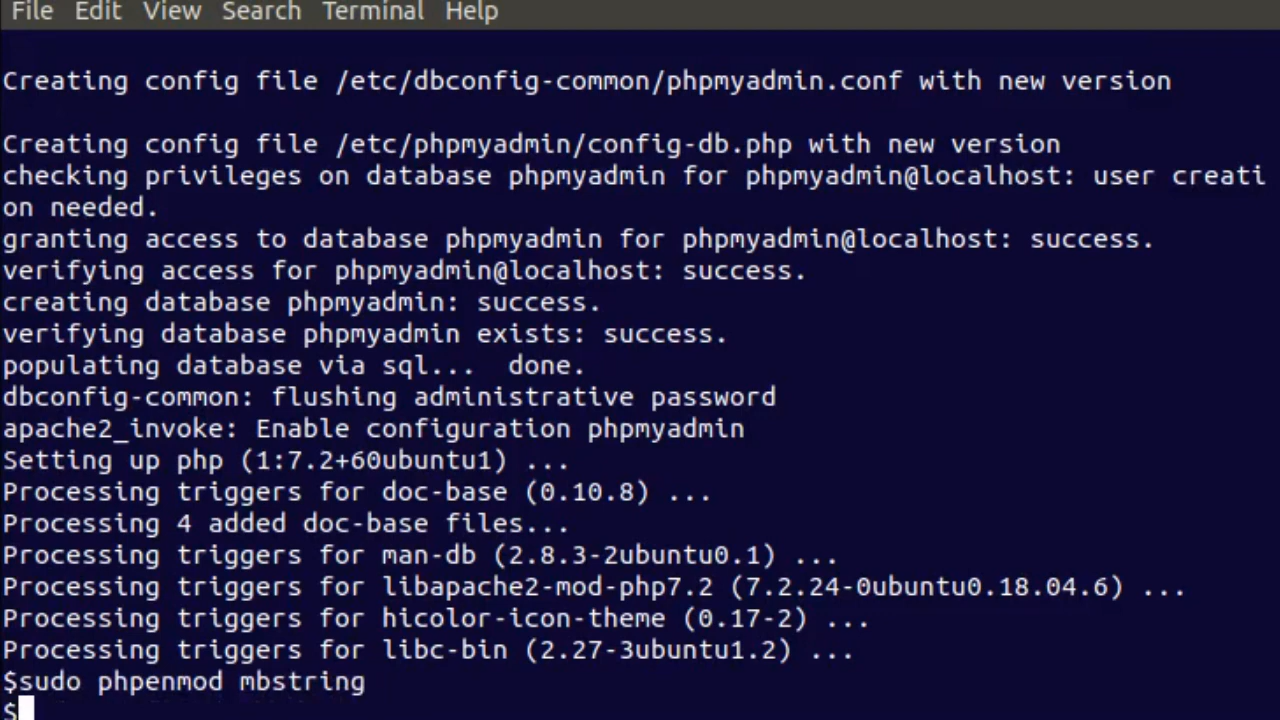 File Edit View Search Terminal Help
Creating config file /etc/dbconfig-common/phpmyadmin.conf with new version
Creating config file /etc/phpmyadmin/config-db.php with new version
checking privileges on database phpmyadmin for phpmyadmin@localhost: user creati
on needed.
granting access to database phpmyadmin for phpmyadmin@localhost: success.
verifying access for phpmyadmin@localhost: success.
creating database phpmyadmin: success.
verifying database phpmyadmin exists: success.
populating database via sql...  done.
dbconfig-common: flushing administrative password
apache2_invoke: Enable configuration phpmyadmin
Setting up php (1:7.2+60ubuntu1) ...
Processing triggers for doc-base (0.10.8) ...
Processing 4 added doc-base files...
Processing triggers for man-db (2.8.3-2ubuntu0.1) ...
Processing triggers for libapache2-mod-php7.2 (7.2.24-0ubuntu0.18.04.6) ...
Processing triggers for hicolor-icon-theme (0.17-2) ...
Processing triggers for libc-bin (2.27-3ubuntu1.2) ...
$sudo phpenmod mbstring
$